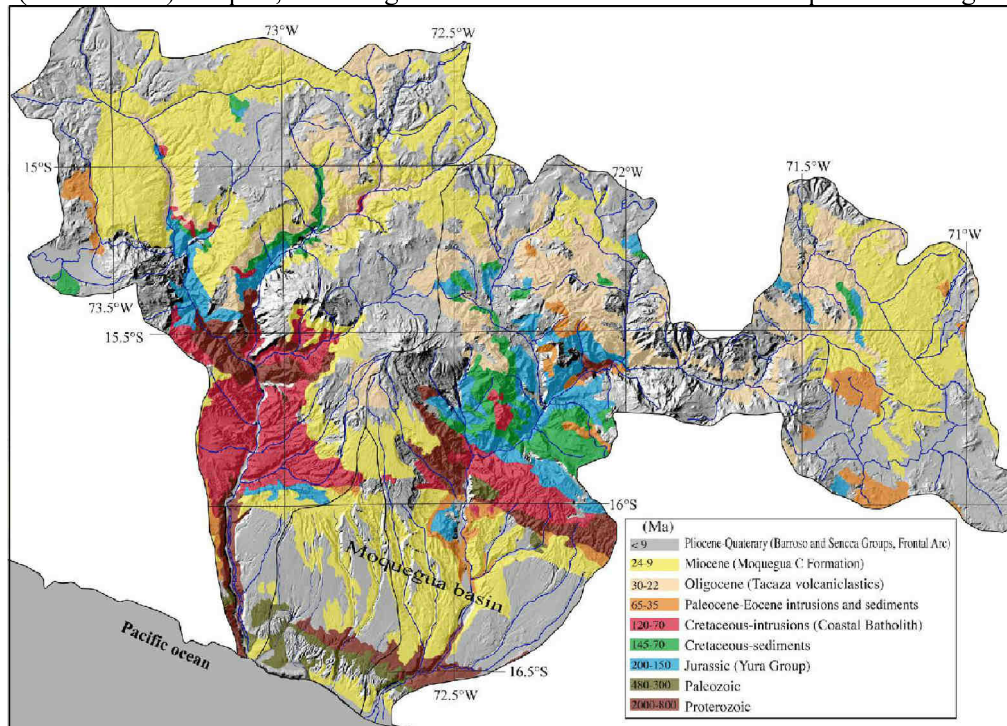 73°W
72.5°W
15°S
72°W
71.5°W
71°W
73.5°W
15.5°S
16°S
Moquegua basin
Pacific ocean
16.5°S
72.5°W
(Ma)
< 9 Pliocene-Quaternary (Barroso and Sencca Groups, Frontal Arc)
24-9 Miocene (Moquegua C Formation)
30-22 Oligocene (Tacaza volcaniclastics)
65-35 Paleocene-Eocene intrusions and sediments
120-70 Cretaceous-intrusions (Coastal Batholith)
145-70 Cretaceous-sediments
200-150 Jurassic (Yura Group)
480-300 Paleozoic
2000-800 Proterozoic